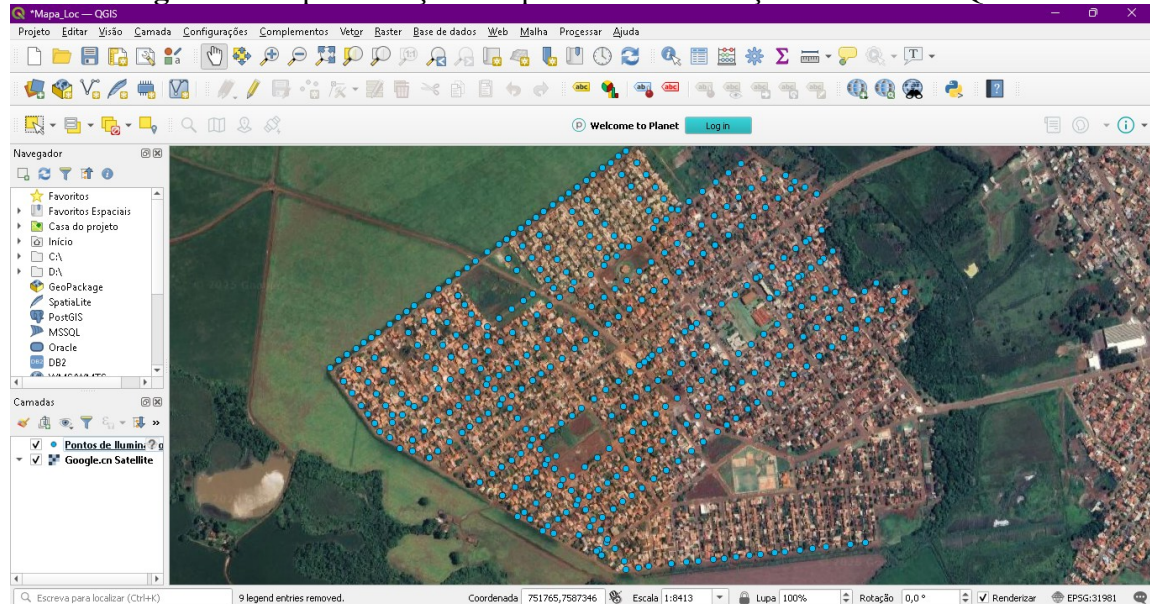 *Mapa_Loc — QGIS
Projeto Editar Visão Camada Configurações Complementos Vetor Raster Base de dados Web Malha Processar Ajuda
Welcome to Planet Log in
Navegador
Favoritos
Favoritos Espaciais
Casa do projeto
Início
C:\
D:\
GeoPackage
SpatiaLite
PostGIS
MSSQL
Oracle
DB2
Camadas
Pontos de Ilumin
Google.cn Satellite
Escreva para localizar (Ctrl+K) 9 legend entries removed. Coordenada 751765,7587346 Escala 1:8413 Lupa 100% Rotação 0,0 ° Renderizar EPSG:31981